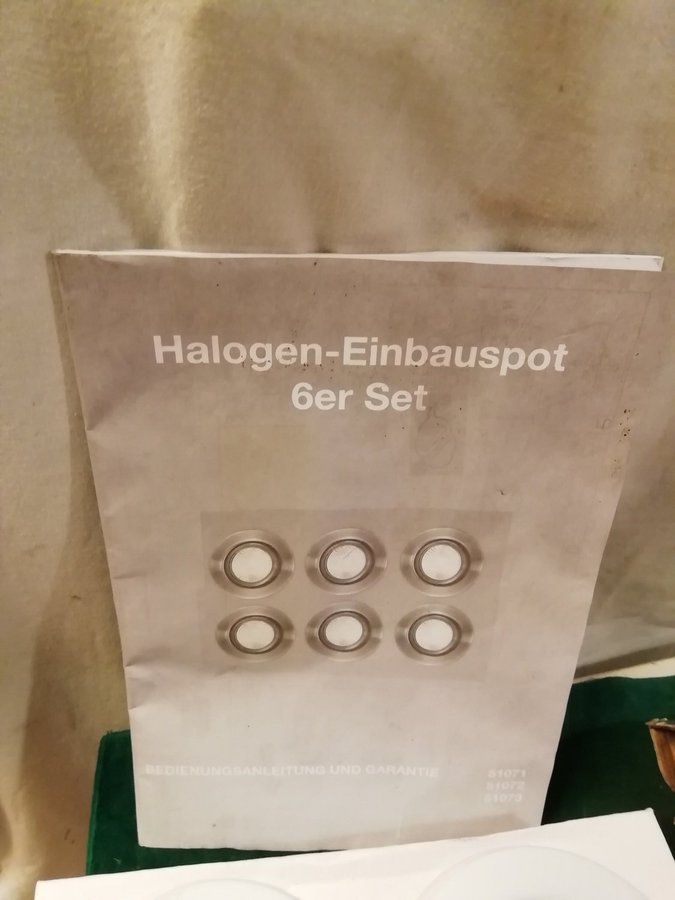 Halogen-Einbauspot
6er Set
BEDIENUNGSANLEITUNG UND GARANTIE
51071
51072
51073